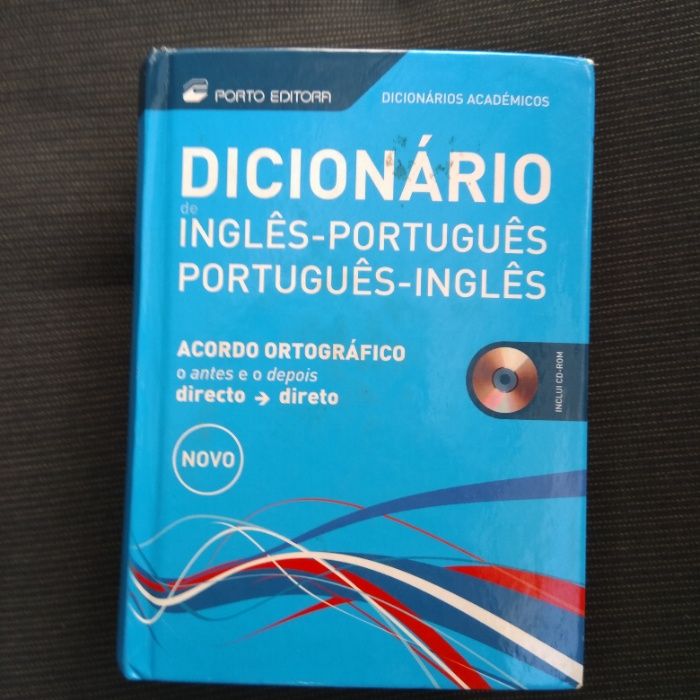 PORTO EDITORA
DICIONÁRIOS ACADÉMICOS
DICIONÁRIO
de
INGLÊS-PORTUGUÊS
PORTUGUÊS-INGLÊS
ACORDO ORTOGRÁFICO
o antes e o depois
directo → direto
INCLUI CD-ROM
NOVO